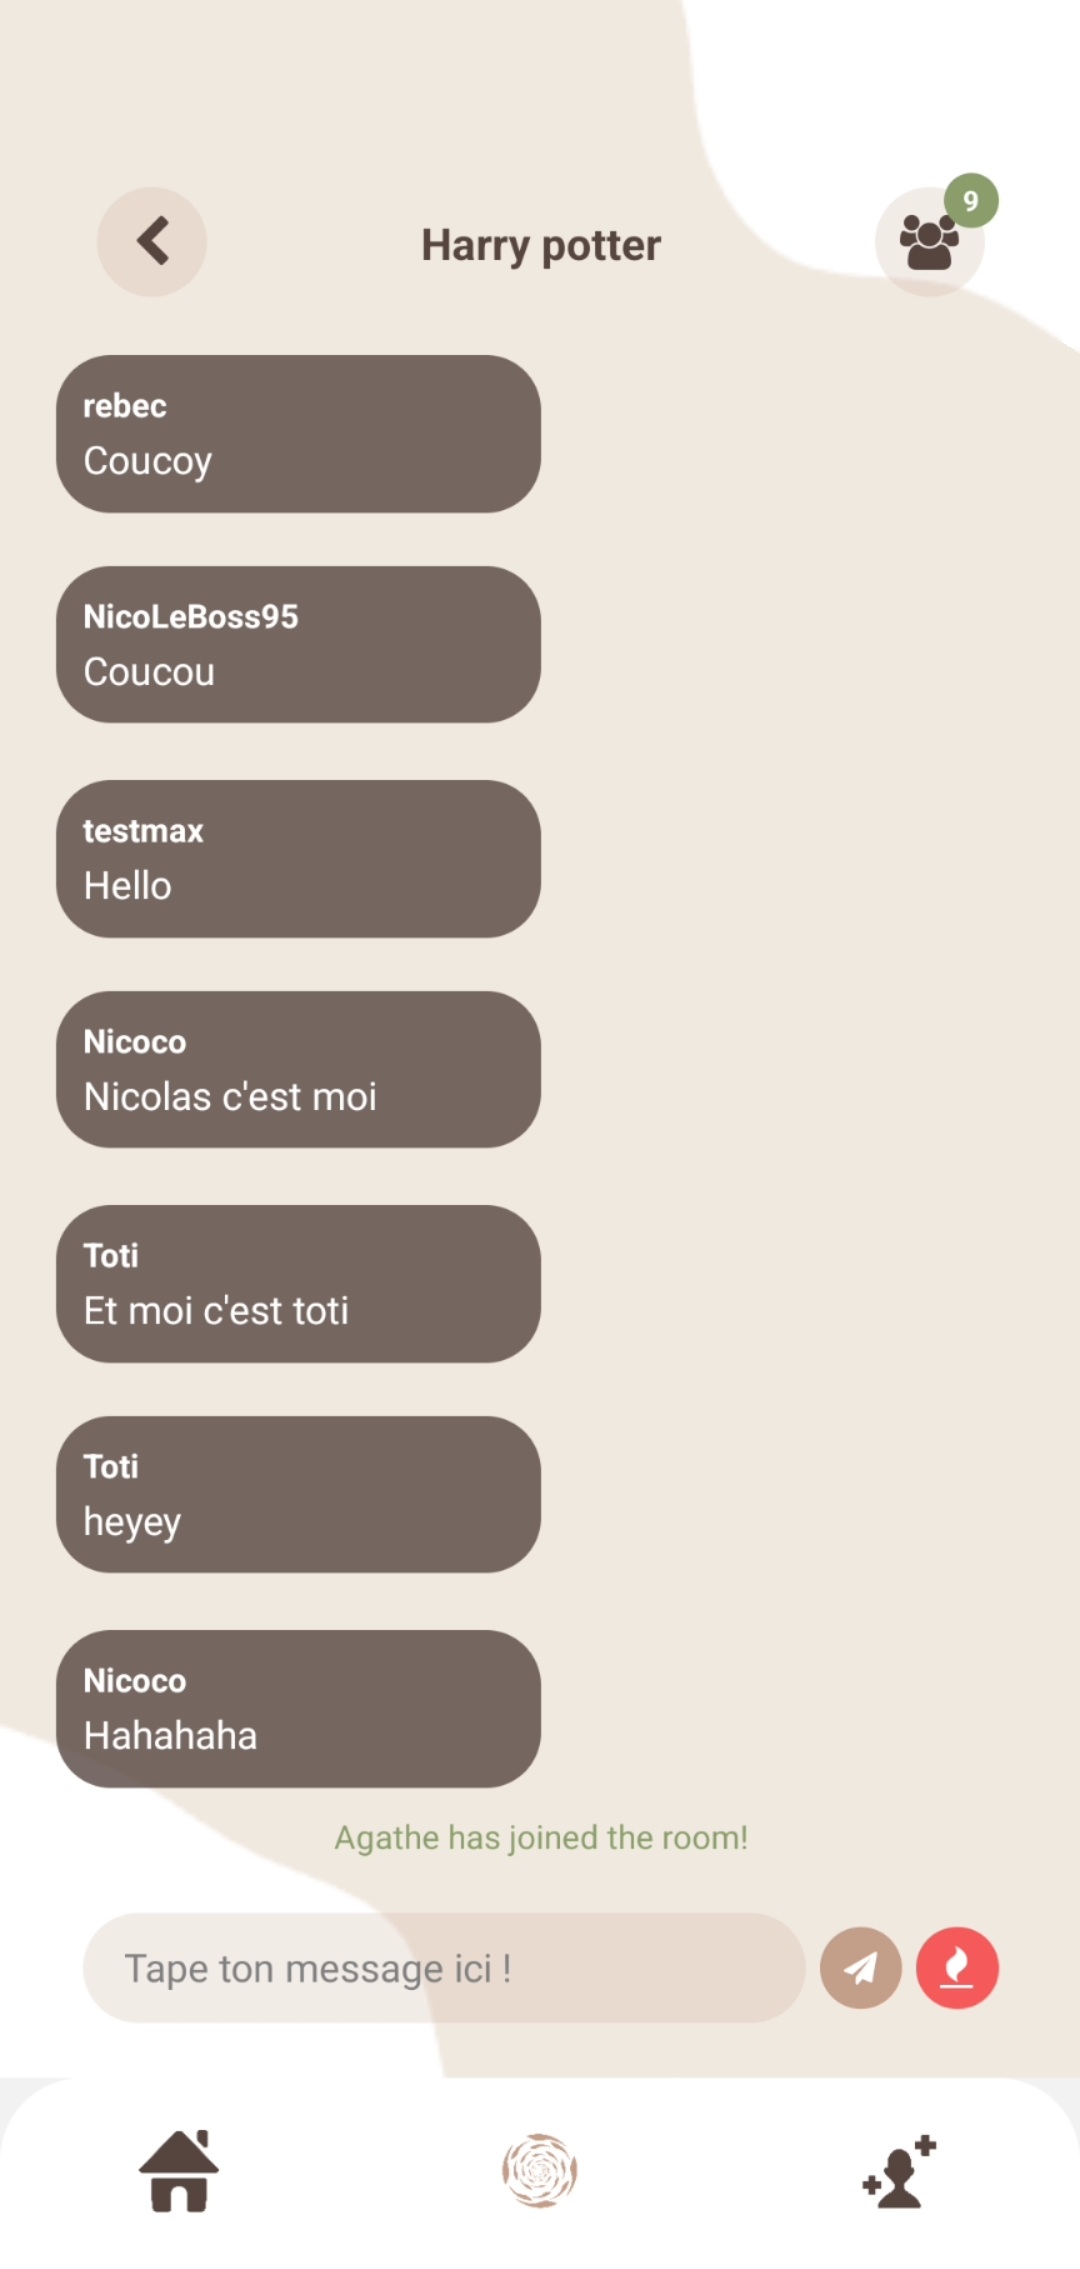 9
Harry potter
rebec
Coucoy
NicoLeBoss95
Coucou
testmax
Hello
Nicoco
Nicolas c'est moi
Toti
Et moi c'est toti
Toti
heyey
Nicoco
Hahahaha
Agathe has joined the room!
Tape ton message ici !